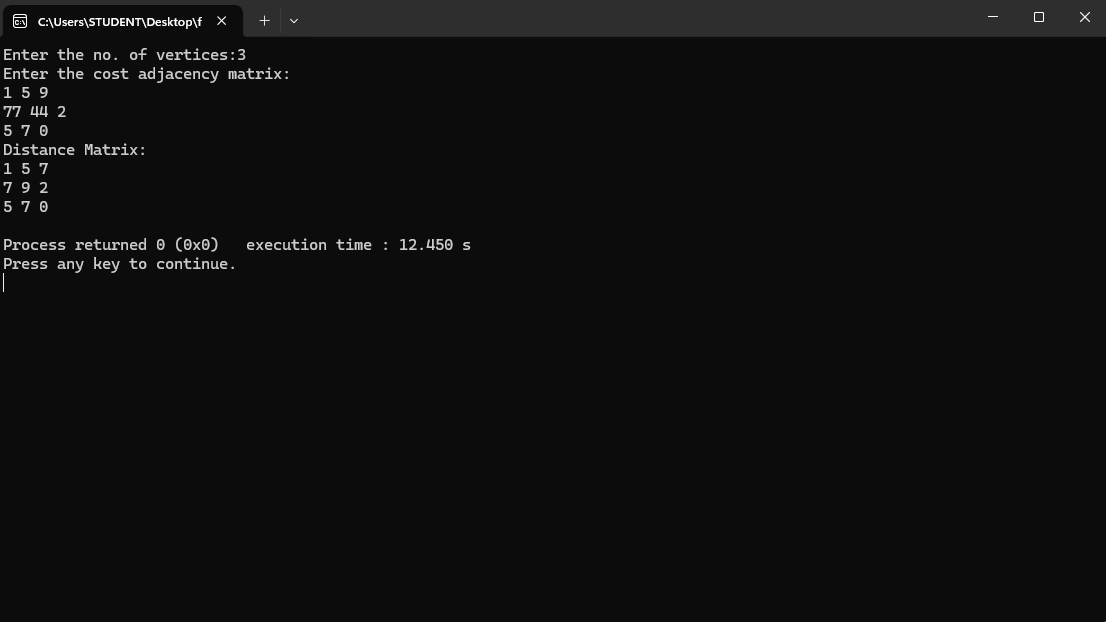 C:\Users\STUDENT\Desktop\f
Enter the no. of vertices:3
Enter the cost adjacency matrix:
1 5 9
77 44 2
5 7 0
Distance Matrix:
1 5 7
7 9 2
5 7 0
Process returned 0 (0x0)   execution time : 12.450 s
Press any key to continue.